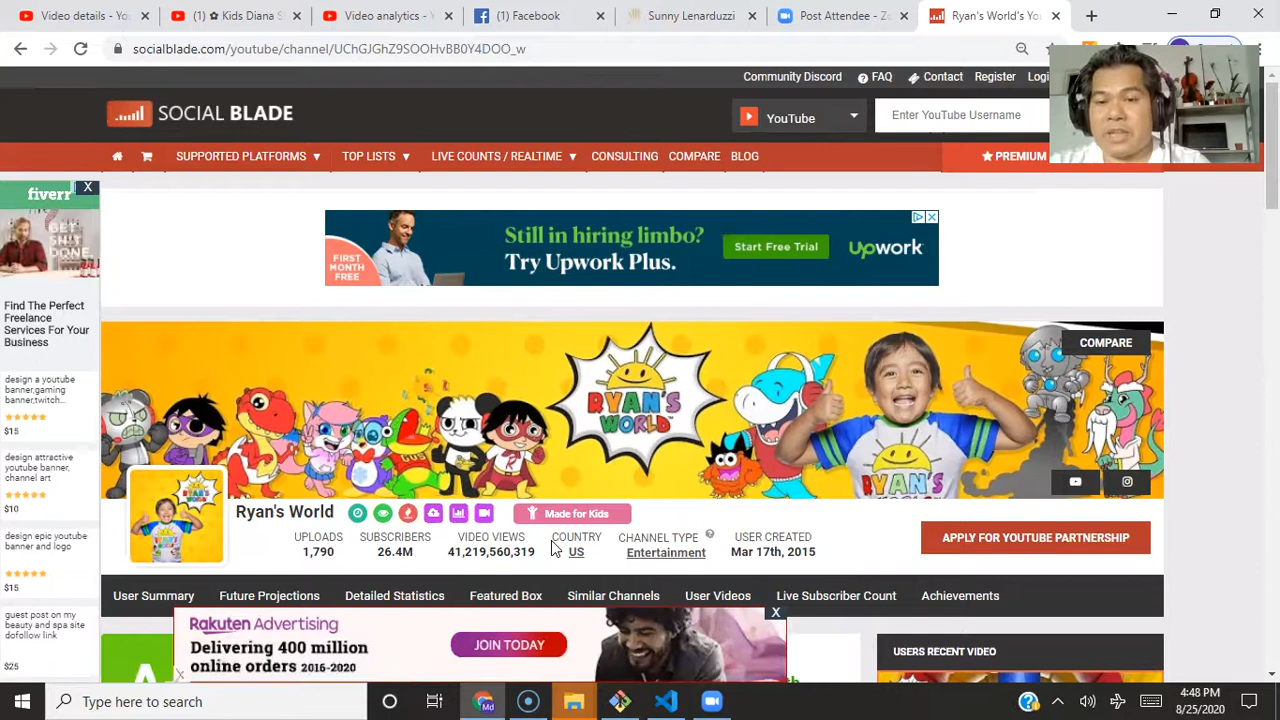 Video details - You
(1) ✿ Kids Diana S
Video analytics - Yo
(1) Facebook
Sunny Lenarduzzi
Post Attendee - Zo
Ryan's World's Yo
socialblade.com/youtube/channel/UChGJGhZ9SOOHvBB0Y4DOO_w
Community Discord
FAQ
Contact
Register
Login
SOCIAL BLADE
YouTube
Enter YouTube Username
SUPPORTED PLATFORMS
TOP LISTS
LIVE COUNTS / REALTIME
CONSULTING
COMPARE
BLOG
PREMIUM
fiverr
X
GET
SH!T
DONE.
Find The Perfect
Freelance
Services For Your
Business
design a youtube
banner,gaming
banner,twitch...
$15
design attractive
youtube banner,
channel art
$10
design epic youtube
banner and logo
$15
guest post on my
beauty and spa site
dofollow link
$25
FIRST
MONTH
FREE
Still in hiring limbo?
Try Upwork Plus.
Start Free Trial
Upwork
COMPARE
RYAN'S
WORLD
RYAN'S
WORLD
Ryan's World
Made for Kids
UPLOADS
1,790
SUBSCRIBERS
26.4M
VIDEO VIEWS
41,219,560,319
COUNTRY
US
CHANNEL TYPE
Entertainment
USER CREATED
Mar 17th, 2015
APPLY FOR YOUTUBE PARTNERSHIP
User Summary
Future Projections
Detailed Statistics
Featured Box
Similar Channels
User Videos
Live Subscriber Count
Achievements
Rakuten Advertising
Delivering 400 million
online orders 2016-2020
JOIN TODAY
X
X
USERS RECENT VIDEO
Type here to search
4:48 PM
8/25/2020